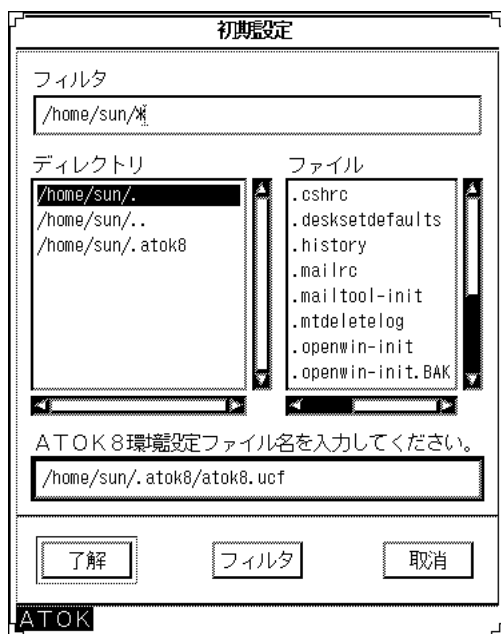 初期設定
フィルタ
/home/sun/*
ディレクトリ
ファイル
/home/sun/.
/home/sun/..
/home/sun/.atok8
.cshrc
.desksetdefaults
.history
.mailrc
.mailtool-init
.mtdeletelog
.openwin-init
.openwin-init.BAK
ATOK8環境設定ファイル名を入力してください。
/home/sun/.atok8/atok8.ucf
了解
フィルタ
取消
ATOK